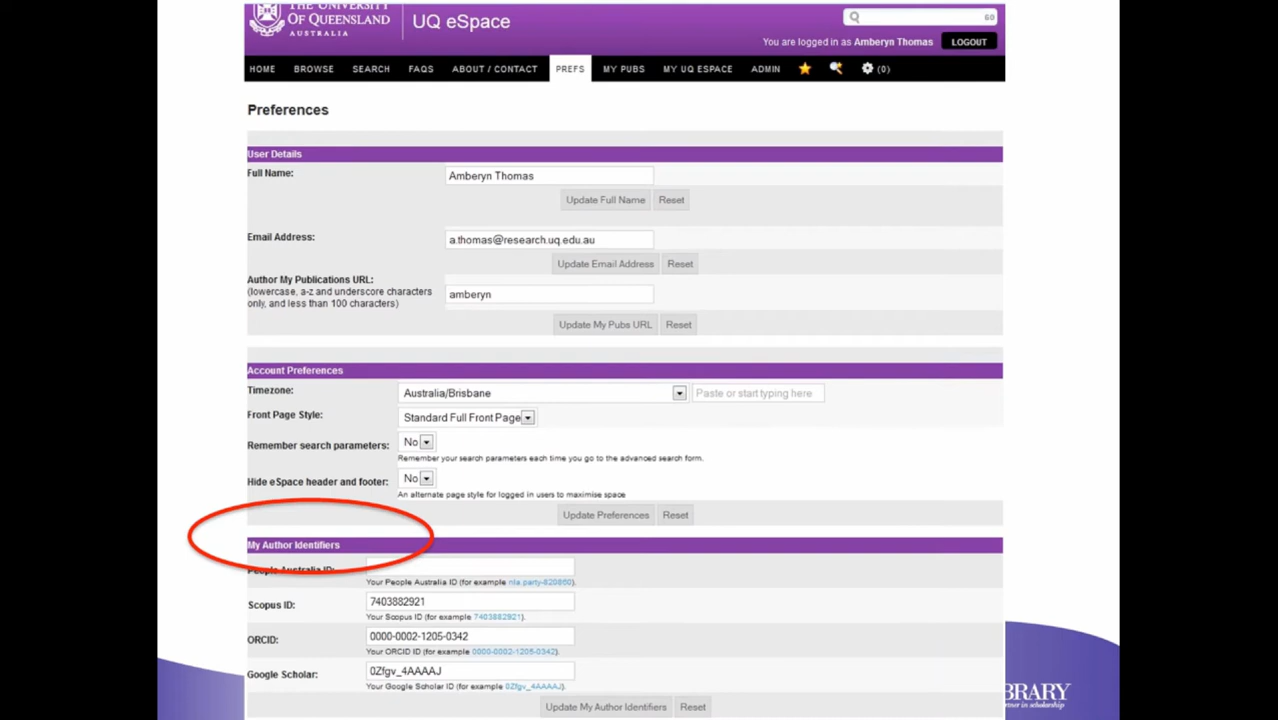 THE UNIVERSITY
OF QUEENSLAND
AUSTRALIA
UQ eSpace
GO
You are logged in as Amberyn Thomas
LOGOUT
HOME BROWSE SEARCH FAQS ABOUT / CONTACT PREFS MY PUBS MY UQ ESPACE ADMIN (0)
Preferences
User Details
Full Name: Amberyn Thomas
Update Full Name Reset
Email Address: a.thomas@research.uq.edu.au
Update Email Address Reset
Author My Publications URL:
(lowercase, a-z and underscore characters
only, and less than 100 characters)
amberyn
Update My Pubs URL Reset
Account Preferences
Timezone: Australia/Brisbane Paste or start typing here
Front Page Style: Standard Full Front Page
Remember search parameters: No
Remember your search parameters each time you go to the advanced search form.
Hide eSpace header and footer: No
An alternate page style for logged in users to maximise space
Update Preferences Reset
My Author Identifiers
People Australia ID:
Your People Australia ID (for example nla.party-820860).
Scopus ID: 7403882921
Your Scopus ID (for example 7403882921).
ORCID: 0000-0002-1205-0342
Your ORCID ID (for example 0000-0002-1205-0342).
Google Scholar: 0Zfgv_4AAAAJ
Your Google Scholar ID (for example 0Zfgv_4AAAAJ).
Update My Author Identifiers Reset
BRARY
rtner in scholarship